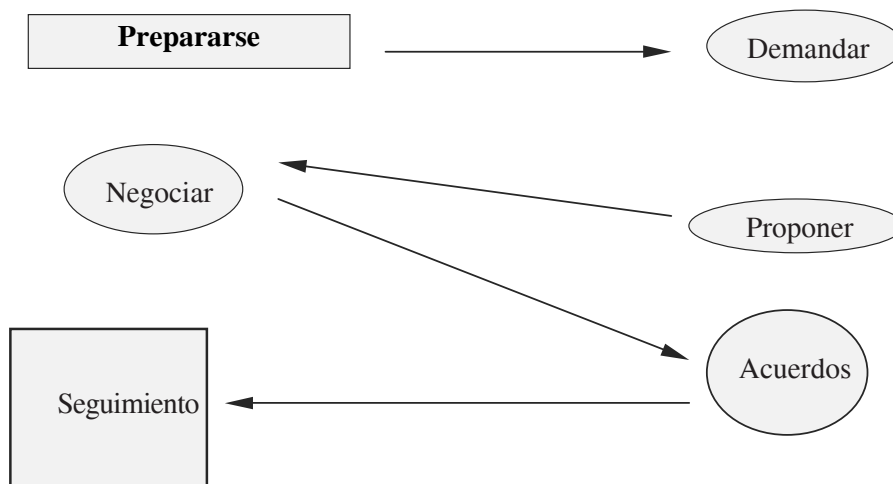 Prepararse
Demandar
Negociar
Proponer
Acuerdos
Seguimiento